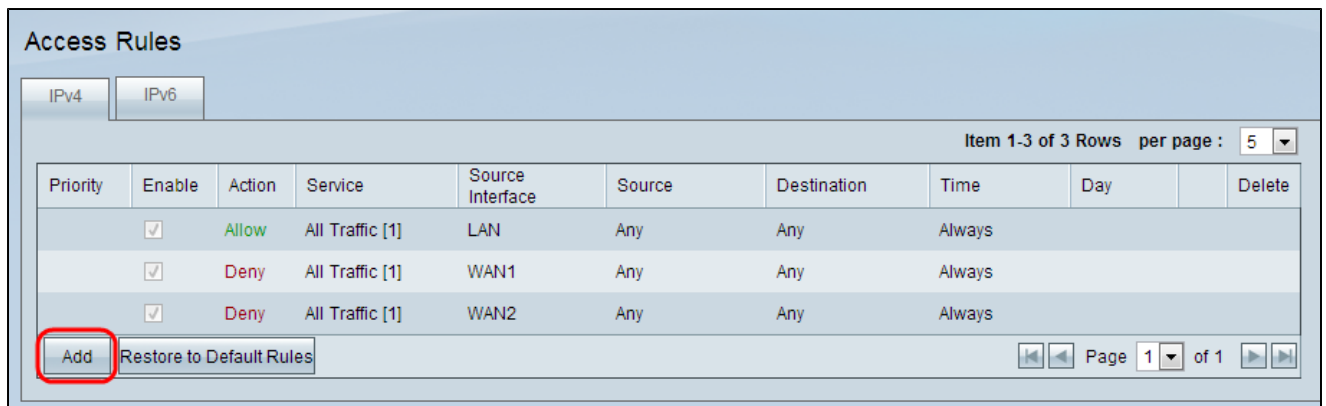 Access Rules
IPv4 IPv6
Item 1-3 of 3 Rows per page : 5
Priority Enable Action Service Source Interface Source Destination Time Day Delete
Allow All Traffic [1] LAN Any Any Always
Deny All Traffic [1] WAN1 Any Any Always
Deny All Traffic [1] WAN2 Any Any Always
Add Restore to Default Rules Page 1 of 1